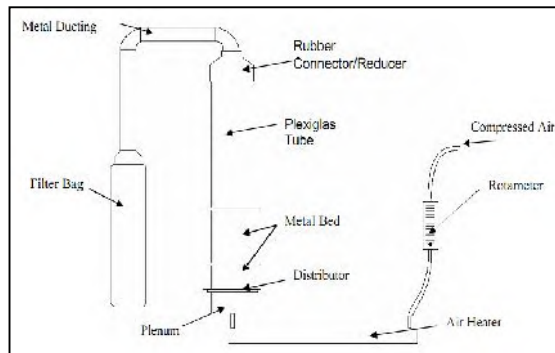 Metal Ducting
Rubber
Connector/Reducer
Compressed Air
Plexiglas
Tube
Filter Bag
Rotameter
Metal Bed
Distributor
Plenum
Air Heater